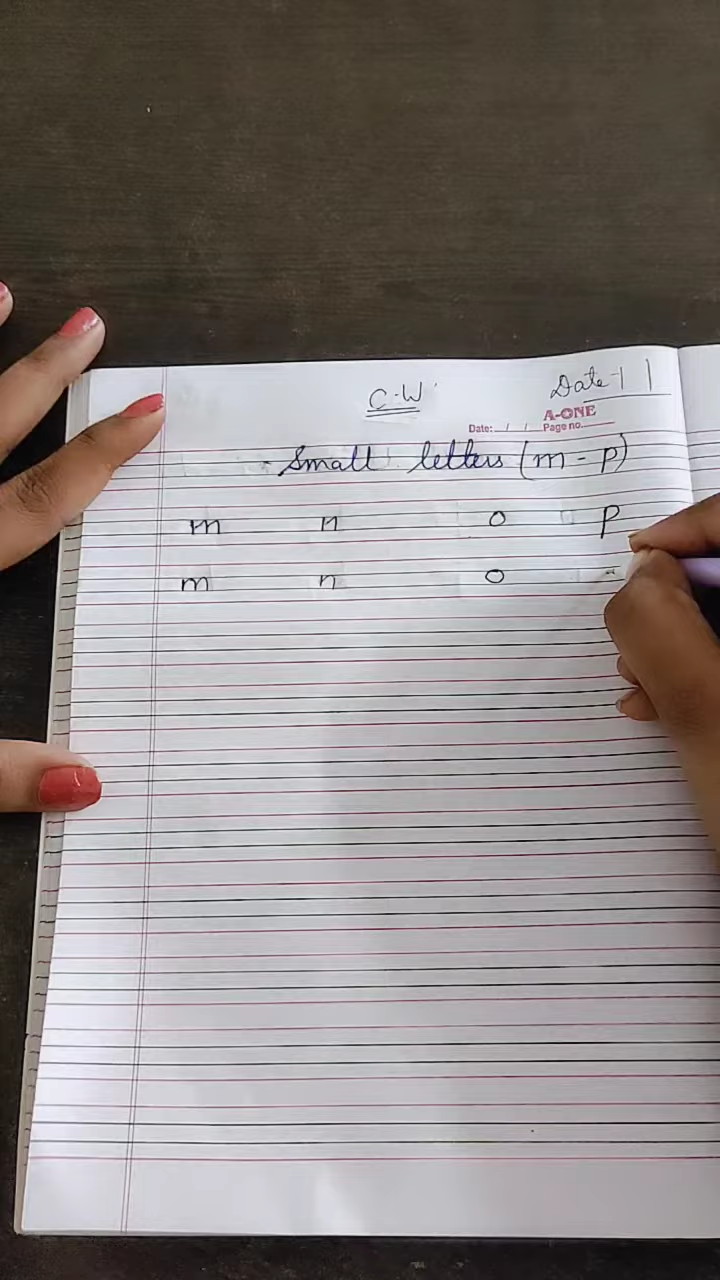 C.W
Date-| |
A-ONE
Date: / / Page no.
Small letters (m - p)
m n o p
m n o